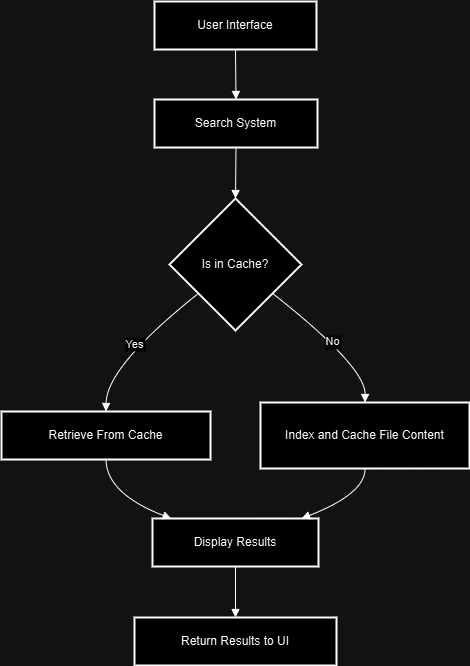 User Interface
Search System
Is in Cache?
Yes
No
Retrieve From Cache
Index and Cache File Content
Display Results
Return Results to UI